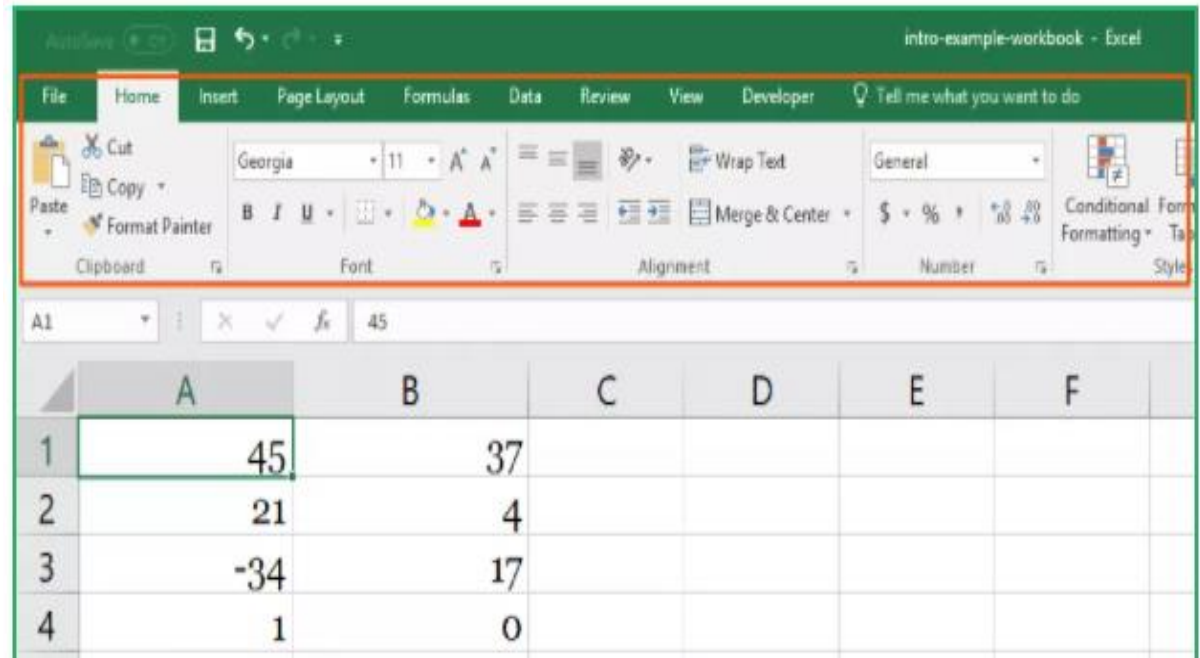 AutoSave Off
intro-example-workbook - Excel
File Home Insert Page Layout Formulas Data Review View Developer Tell me what you want to do
Paste
Cut
Copy
Format Painter
Clipboard
Georgia 11 A A
B I U A
Font
Wrap Text
Merge & Center
Alignment
General
$ % ,
Number
Conditional
Formatting
A1 fx 45
A B C D E F
1 45 37
2 21 4
3 -34 17
4 1 0